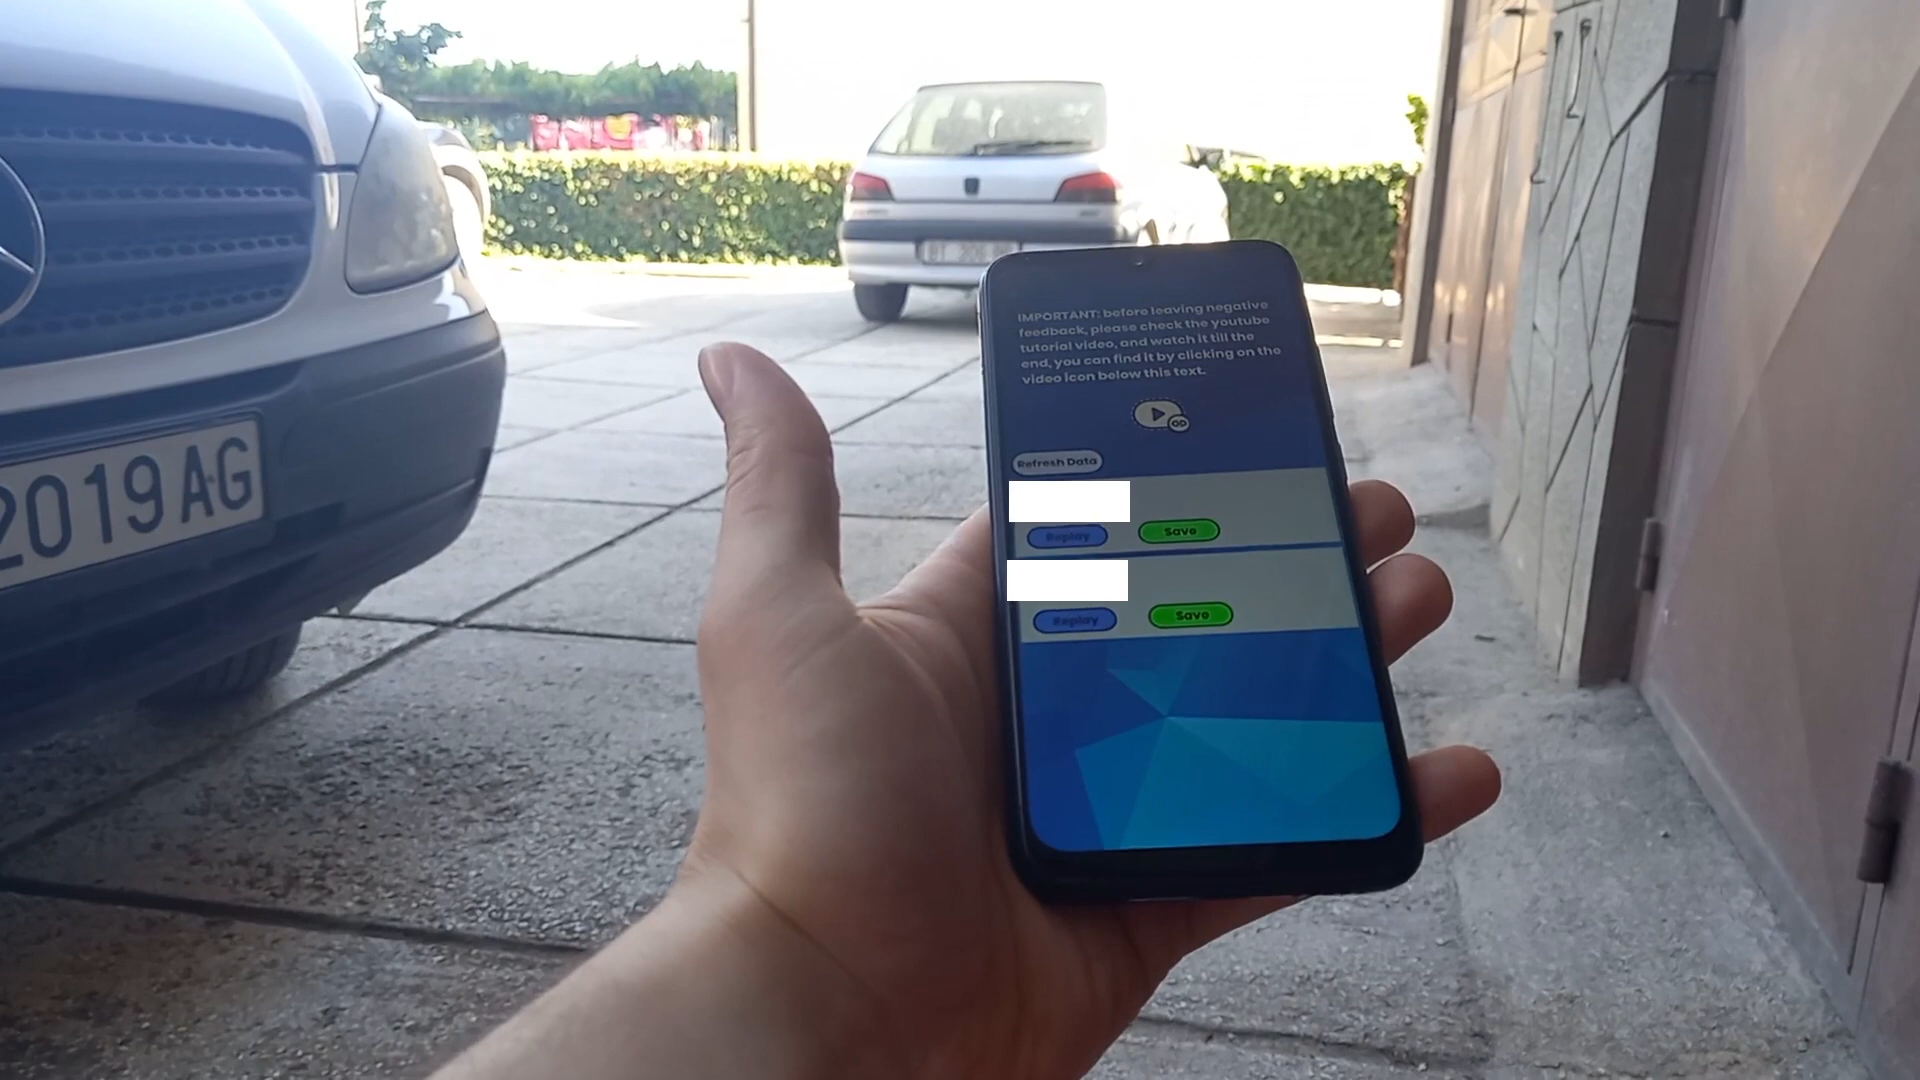 IMPORTANT: before leaving negative
feedback, please check the youtube
tutorial video, and watch it till the
end, you can find it by clicking on the
video icon below this text.
Refresh Data
Replay
Save
Replay
Save
2019 AG